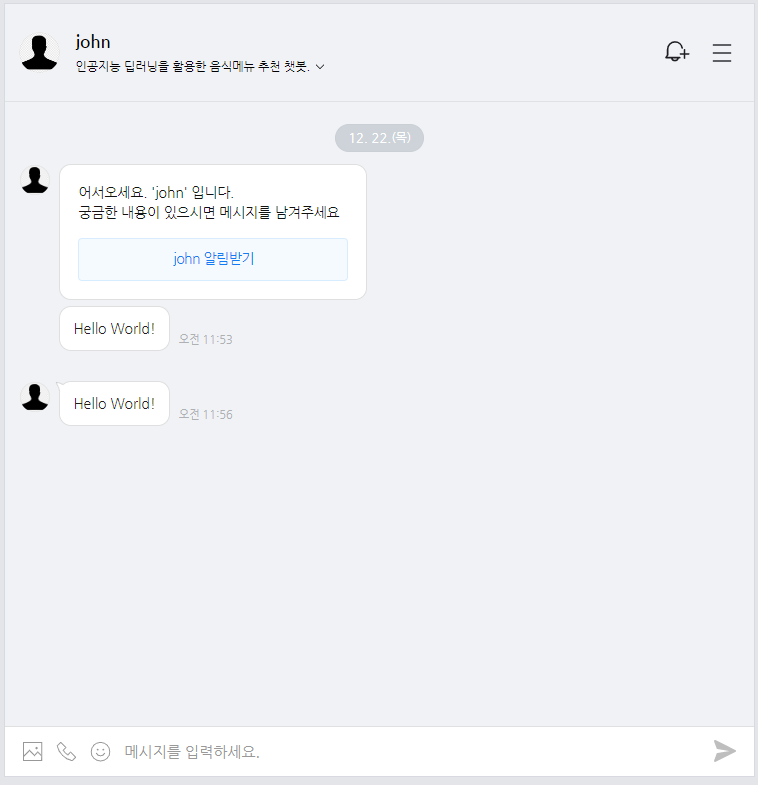 john
인공지능 딥러닝을 활용한 음식메뉴 추천 챗봇.
12. 22.(목)
어서오세요. 'john' 입니다.
궁금한 내용이 있으시면 메시지를 남겨주세요
john 알림받기
Hello World!
오전 11:53
Hello World!
오전 11:56
메시지를 입력하세요.